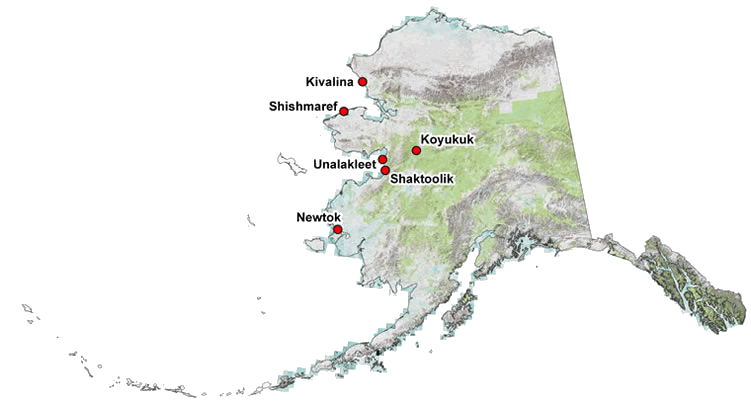 Kivalina
Shishmaref
Koyukuk
Unalakleet
Shaktoolik
Newtok